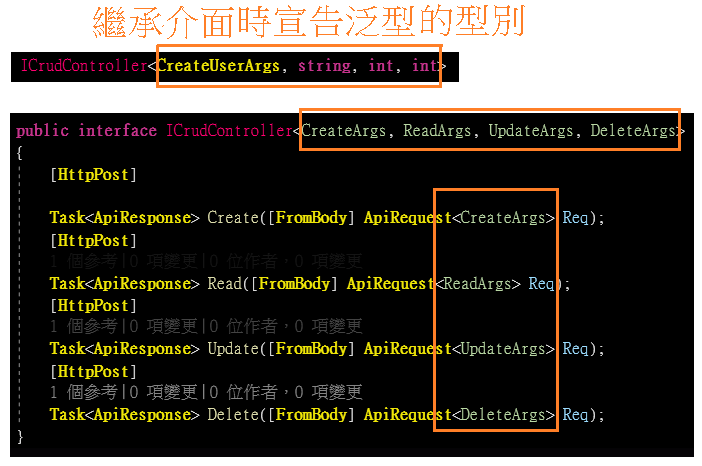 繼承介面時宣告泛型的型別
ICrudController<CreateUserArgs, string, int, int>
public interface ICrudController<CreateArgs, ReadArgs, UpdateArgs, DeleteArgs>
{
[HttpPost]
Task<ApiResponse> Create([FromBody] ApiRequest<CreateArgs> Req);
[HttpPost]
1 個參考|0 項變更|0 位作者，0 項變更
Task<ApiResponse> Read([FromBody] ApiRequest<ReadArgs> Req);
[HttpPost]
1 個參考|0 項變更|0 位作者，0 項變更
Task<ApiResponse> Update([FromBody] ApiRequest<UpdateArgs> Req);
[HttpPost]
1 個參考|0 項變更|0 位作者，0 項變更
Task<ApiResponse> Delete([FromBody] ApiRequest<DeleteArgs> Req);
}